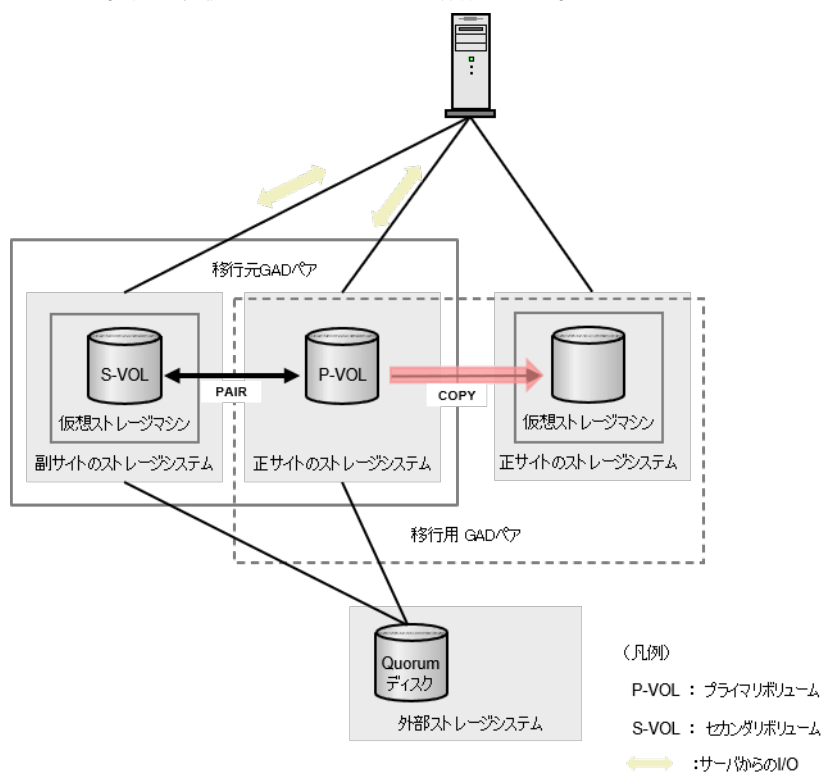 移行元GADペア
S-VOL
P-VOL
PAIR
COPY
仮想ストレージマシン
仮想ストレージマシン
副サイトのストレージシステム
正サイトのストレージシステム
正サイトのストレージシステム
移行用 GADペア
Quorum
ディスク
外部ストレージシステム
（凡例）
P-VOL ： プライマリボリューム
S-VOL ： セカンダリボリューム
：サーバからのI/O